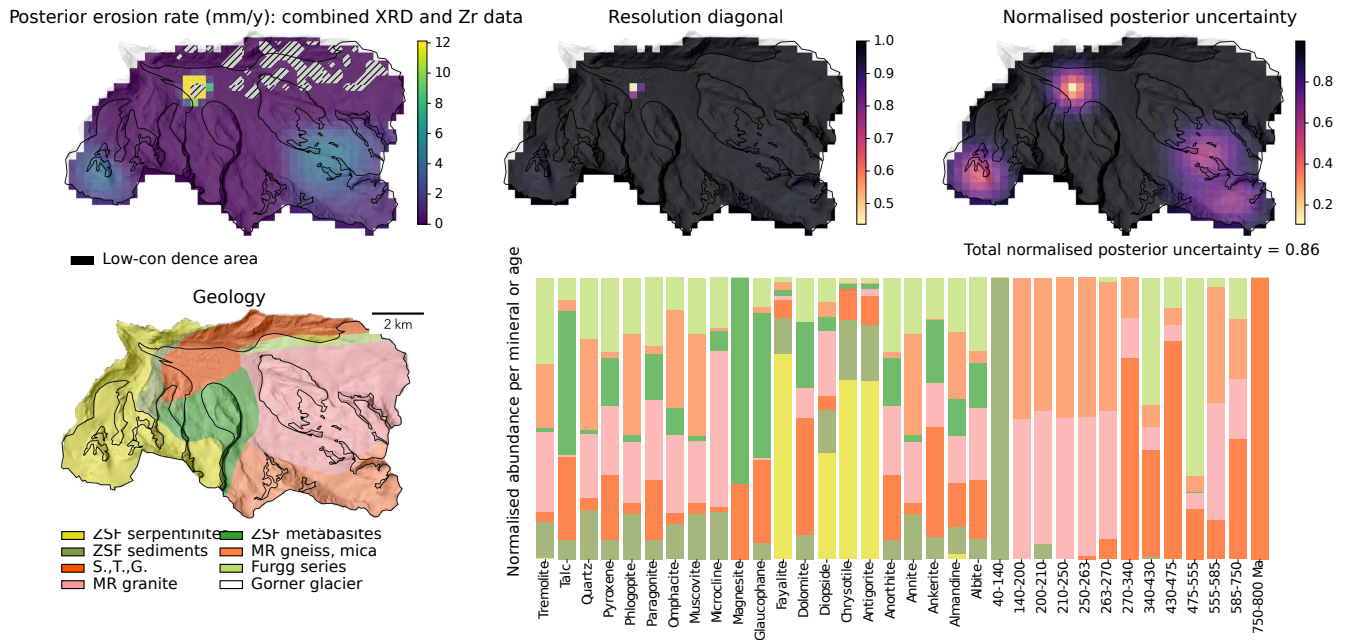 Posterior erosion rate (mm/y): combined XRD and Zr data
Resolution diagonal
Normalised posterior uncertainty
12
10
8
6
4
2
0
1.0
0.9
0.8
0.7
0.6
0.5
0.8
0.6
0.4
0.2
Low-con dence area
Total normalised posterior uncertainty = 0.86
Geology
2 km
ZSF serpentinites
ZSF sediments
S.,T.,G.
MR granite
ZSF metabasites
MR gneiss, mica
Furgg series
Gorner glacier
Normalised abundance per mineral or age
Tremolite
Talc
Quartz
Pyroxene
Phlogopite
Paragonite
Omphacite
Muscovite
Microcline
Magnesite
Glaucophane
Fayalite
Dolomite
Diopside
Chrysotile
Antigorite
Anorthite
Annite
Ankerite
Almandine
Albite
40-140
140-200
200-210
210-250
250-263
263-270
270-340
340-430
430-475
475-555
555-585
585-750
750-800 Ma